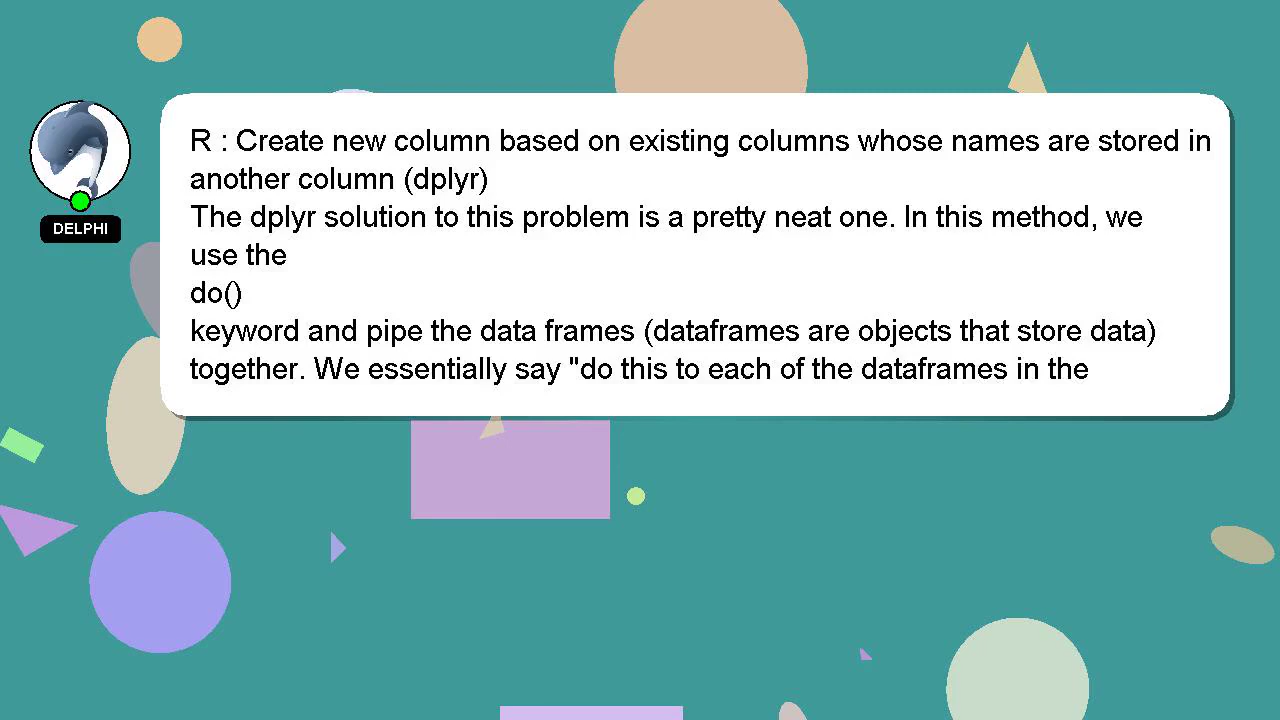 R : Create new column based on existing columns whose names are stored in
another column (dplyr)
The dplyr solution to this problem is a pretty neat one. In this method, we
use the
do()
keyword and pipe the data frames (dataframes are objects that store data)
together. We essentially say "do this to each of the dataframes in the
DELPHI